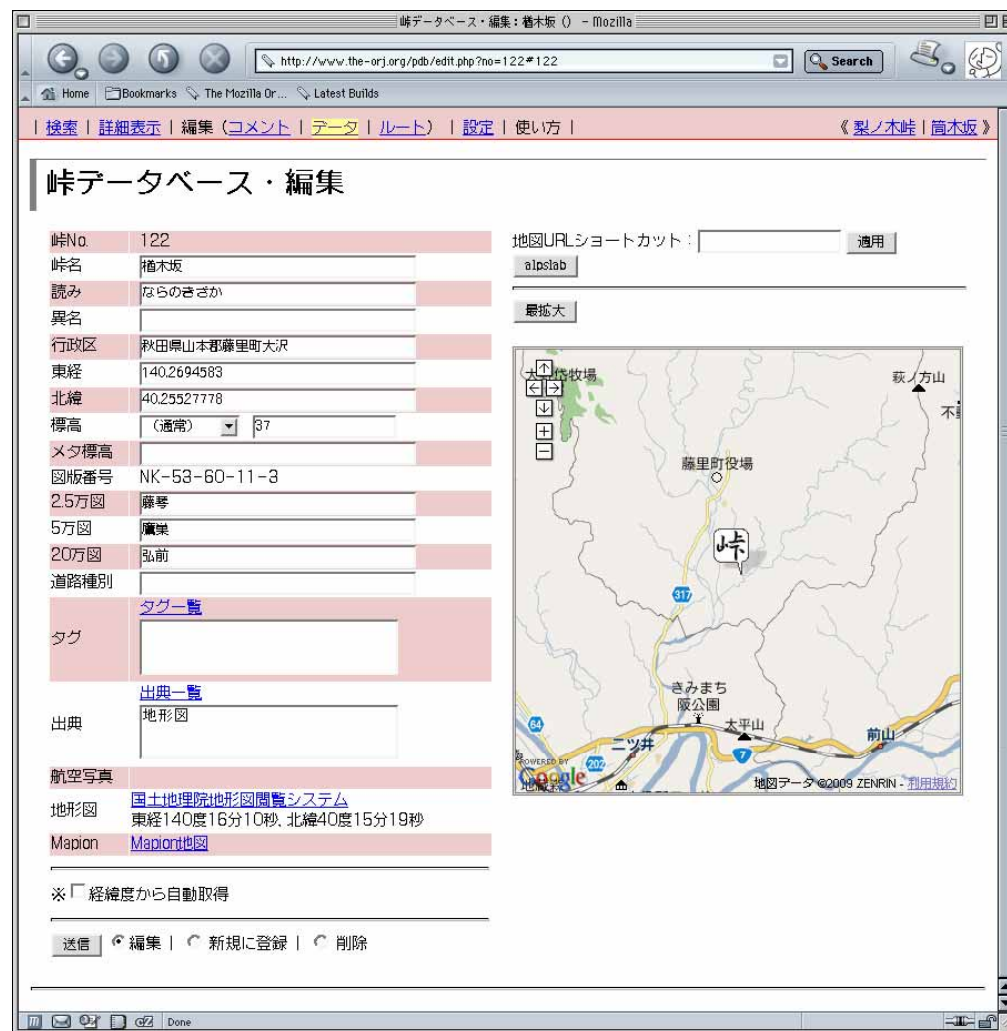 峠データベース・編集：楢木坂 () - Mozilla
http://www.the-orj.org/pdb/edit.php?no=122#122
Search
Home Bookmarks The Mozilla Or... Latest Builds
| 検索 | 詳細表示 | 編集 (コメント | データ | ルート) | 設定 | 使い方 |
《 梨ノ木峠 | 筒木坂 》
峠データベース・編集
峠No. 122
峠名 楢木坂
読み ならのきざか
異名
行政区 秋田県山本郡藤里町大沢
東経 140.2694583
北緯 40.25527778
標高 (通常) 37
メタ標高
図版番号 NK-53-60-11-3
2.5万図 藤琴
5万図 鷹巣
20万図 弘前
道路種別
タグ一覧
タグ
出典一覧
出典 地形図
航空写真
地形図 国土地理院地形図閲覧システム
東経140度16分10秒, 北緯40度15分19秒
Mapion Mapion地図
※ 経緯度から自動取得
送信 編集 | 新規に登録 | 削除
地図URLショートカット： 適用
alpslab
最拡大
岱牧場
萩ノ方山
藤里町役場
峠
317
きみまち
阪公園
太平山
64
二ツ井
前山
7
202
POWERED BY
Google
地図データ ©2009 ZENRIN - 利用規約
Done